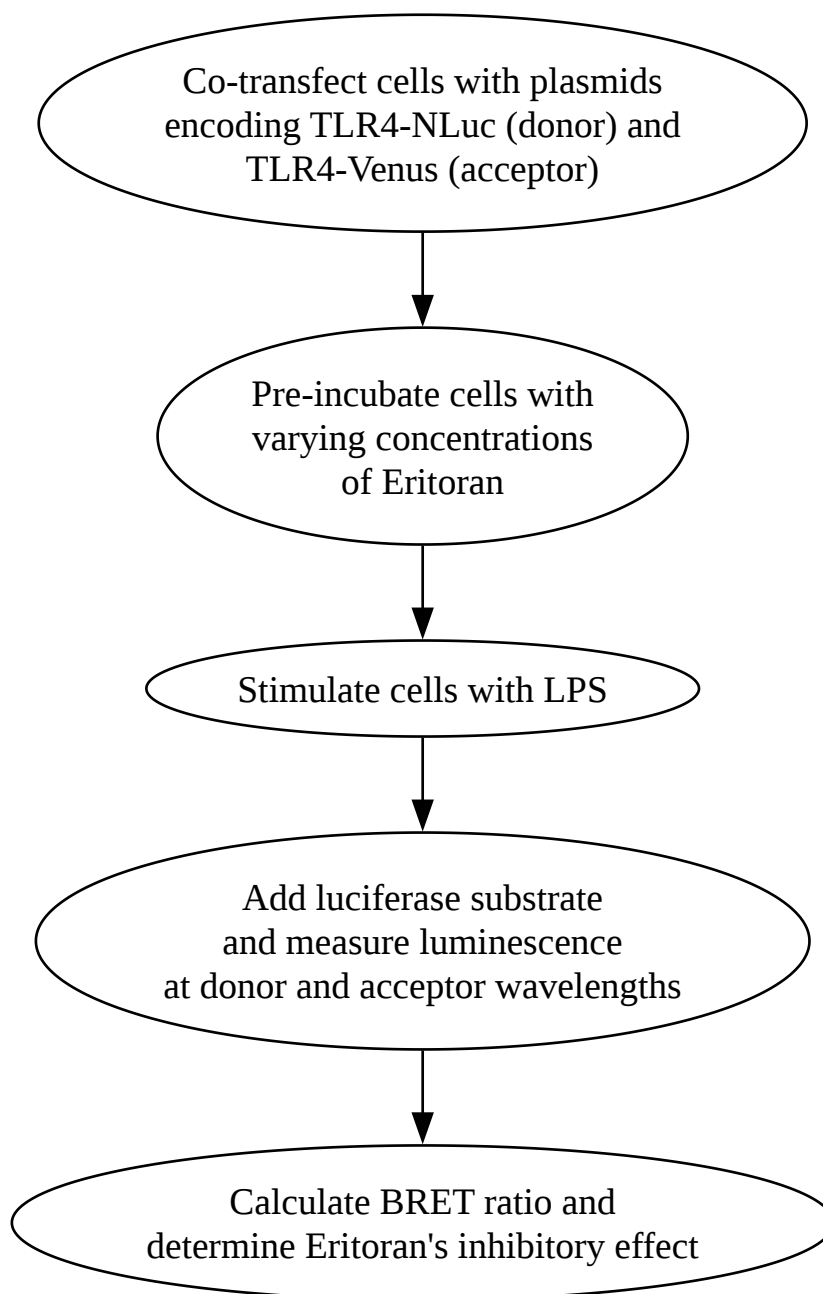 Co-transfect cells with plasmids
encoding TLR4-NLuc (donor) and
TLR4-Venus (acceptor)
Pre-incubate cells with
varying concentrations
of Eritoran
Stimulate cells with LPS
Add luciferase substrate
and measure luminescence
at donor and acceptor wavelengths
Calculate BRET ratio and
determine Eritoran's inhibitory effect